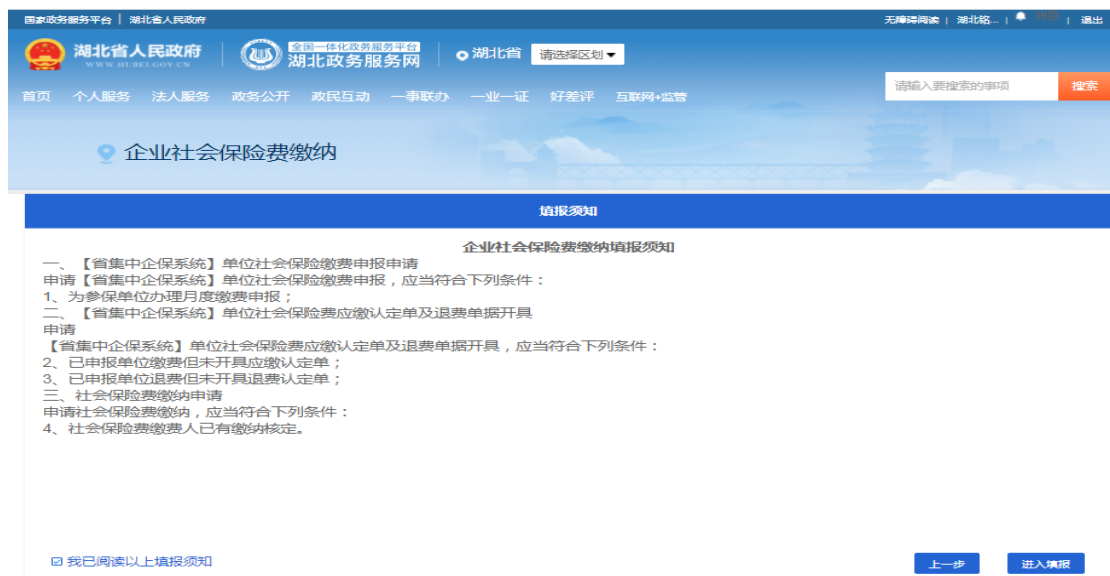 国家政务服务平台 | 湖北省人民政府
无障碍阅读 | 湖北铭... | | 退出
湖北省人民政府
WWW.HUBEI.GOV.CN
全国一体化政务服务平台
湖北政务服务网
湖北省 请选择区划
首页 个人服务 法人服务 政务公开 政民互动 一事联办 一业一证 好差评 互联网+监管
请输入要搜索的事项 搜索
企业社会保险费缴纳
填报须知
企业社会保险费缴纳填报须知
一、【省集中企保系统】单位社会保险缴费申报申请
申请【省集中企保系统】单位社会保险缴费申报，应当符合下列条件：
1、为参保单位办理月度缴费申报；
二、【省集中企保系统】单位社会保险费应缴认定单及退费单据开具
申请
【省集中企保系统】单位社会保险费应缴认定单及退费单据开具，应当符合下列条件：
2、已申报单位缴费但未开具应缴认定单；
3、已申报单位退费但未开具退费认定单；
三、社会保险费缴纳申请
申请社会保险费缴纳，应当符合下列条件：
4、社会保险费缴费人已有缴纳核定。
我已阅读以上填报须知
上一步 进入填报